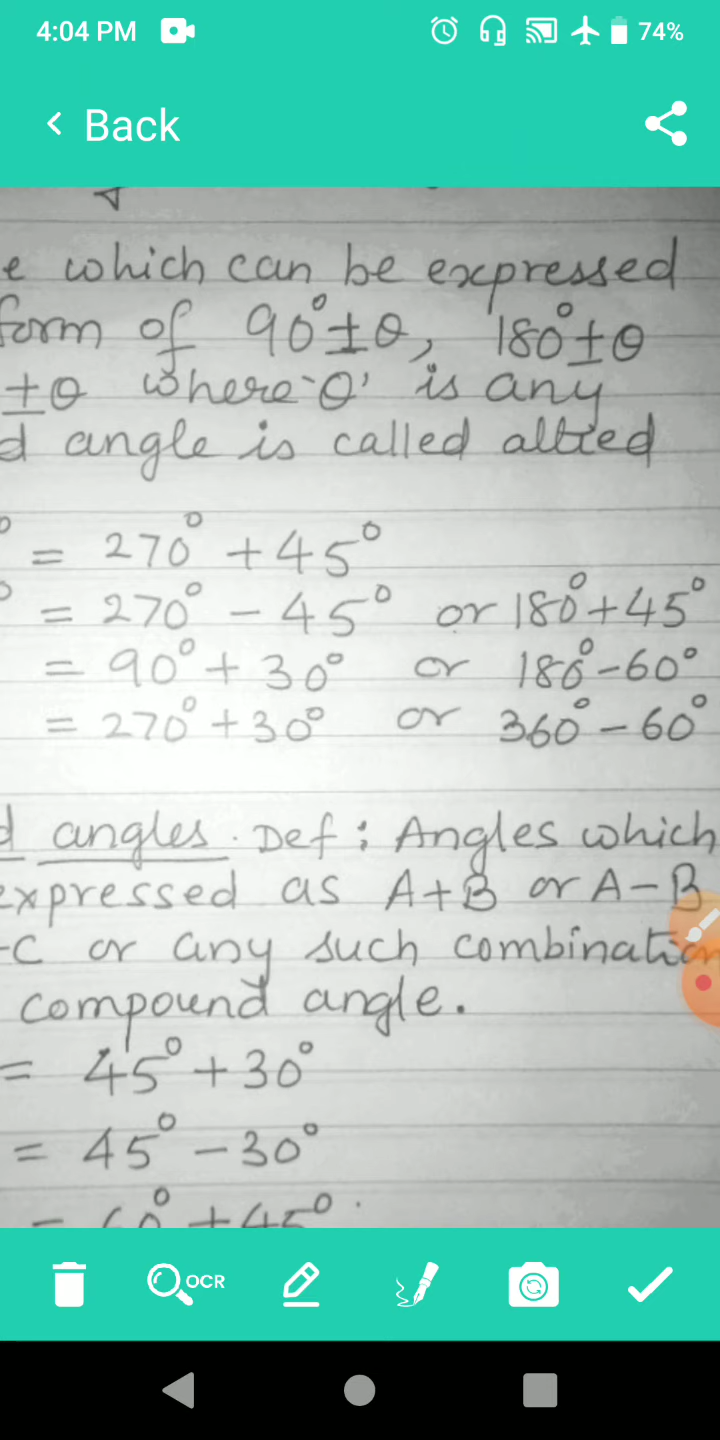 4:04 PM 74%
Back
e which can be expressed
form of 90°±θ, 180°±θ
±θ where 'θ' is any
d angle is called allied
° = 270° + 45°
° = 270° - 45° or 180°+45°
= 90° + 30° or 180°-60°
= 270° + 30° or 360° - 60°
d angles. Def : Angles which
expressed as A+B or A-B
-C or any such combination
compound angle.
= 45° + 30°
= 45° - 30°
= 60° + 45°.
OCR